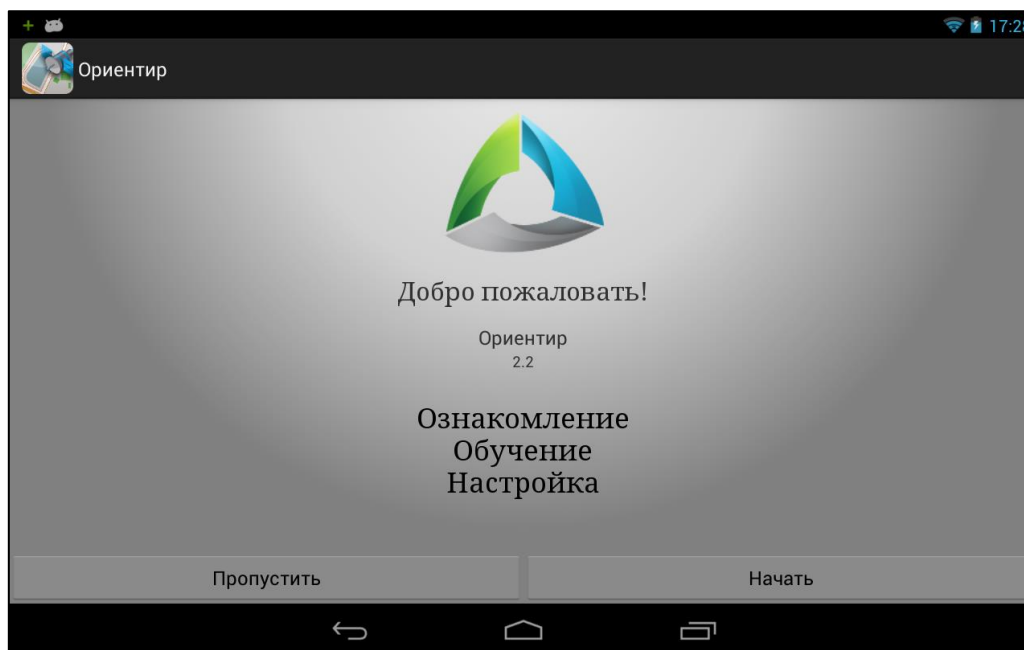 17:28
Ориентир
Добро пожаловать!
Ориентир
2.2
Ознакомление
Обучение
Настройка
Пропустить
Начать